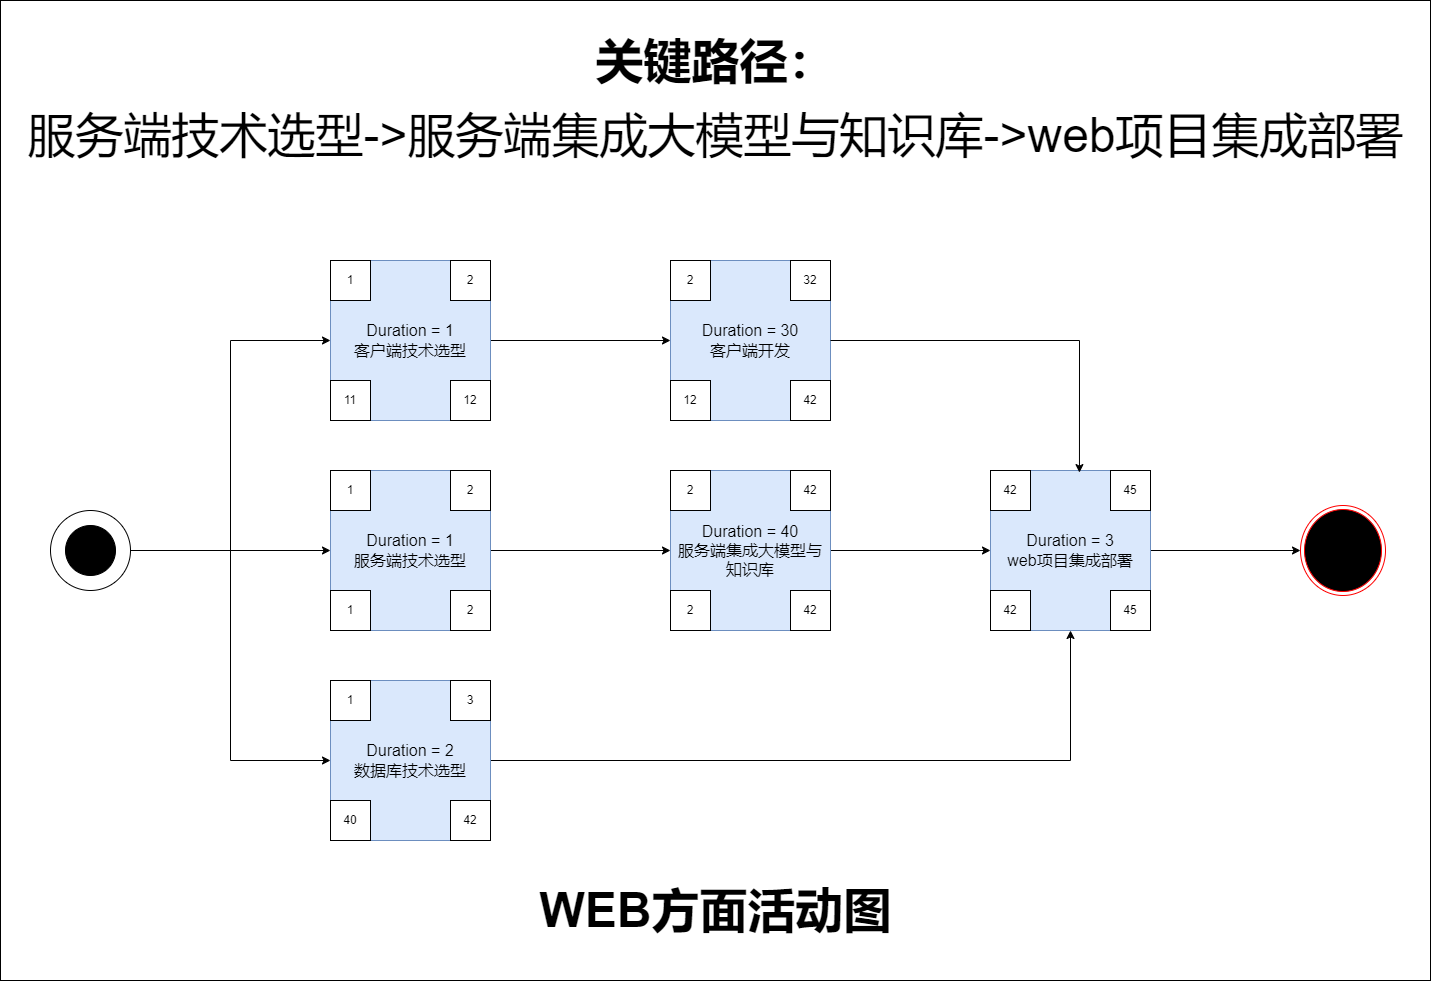 关键路径：
服务端技术选型->服务端集成大模型与知识库->web项目集成部署
1
2
Duration = 1
客户端技术选型
11
12
2
32
Duration = 30
客户端开发
12
42
1
2
Duration = 1
服务端技术选型
1
2
2
42
Duration = 40
服务端集成大模型与
知识库
2
42
42
45
Duration = 3
web项目集成部署
42
45
1
3
Duration = 2
数据库技术选型
40
42
WEB方面活动图